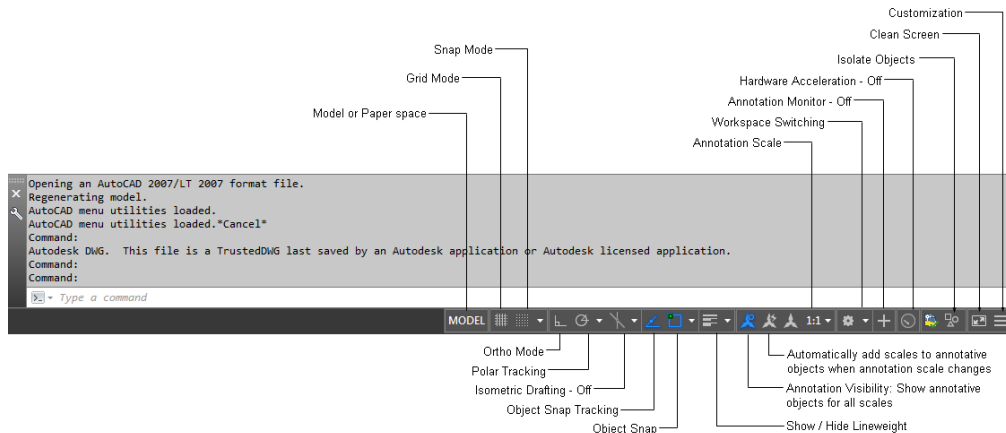 Customization
Clean Screen
Snap Mode
Isolate Objects
Grid Mode
Hardware Acceleration - Off
Annotation Monitor - Off
Model or Paper space
Workspace Switching
Annotation Scale
Opening an AutoCAD 2007/LT 2007 format file.
Regenerating model.
AutoCAD menu utilities loaded.
AutoCAD menu utilities loaded.*Cancel*
Command:
Autodesk DWG.  This file is a TrustedDWG last saved by an Autodesk application or Autodesk licensed application.
Command:
Command:
Type a command
MODEL
1:1
Ortho Mode
Polar Tracking
Isometric Drafting - Off
Object Snap Tracking
Object Snap
Automatically add scales to annotative
objects when annotation scale changes
Annotation Visibility: Show annotative
objects for all scales
Show / Hide Lineweight